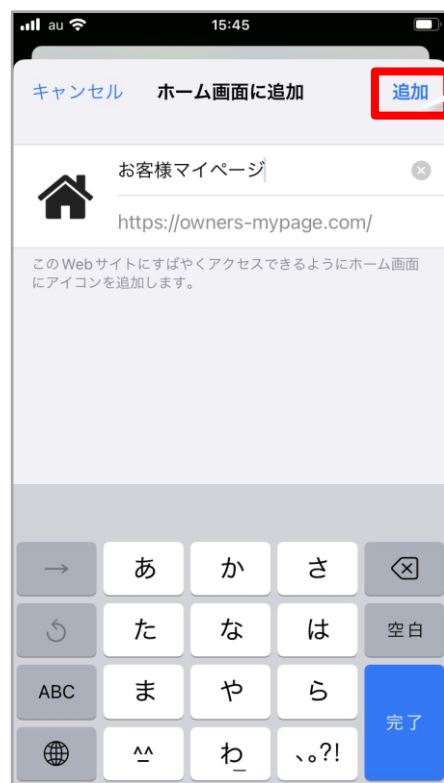 au 15:45
キャンセル ホーム画面に追加 追加
お客様マイページ
https://owners-mypage.com/
このWebサイトにすばやくアクセスできるようにホーム画面
にアイコンを追加します。
→ あ か さ
た な は 空白
ABC ま や ら
完了
^^ わ_ 、。?!